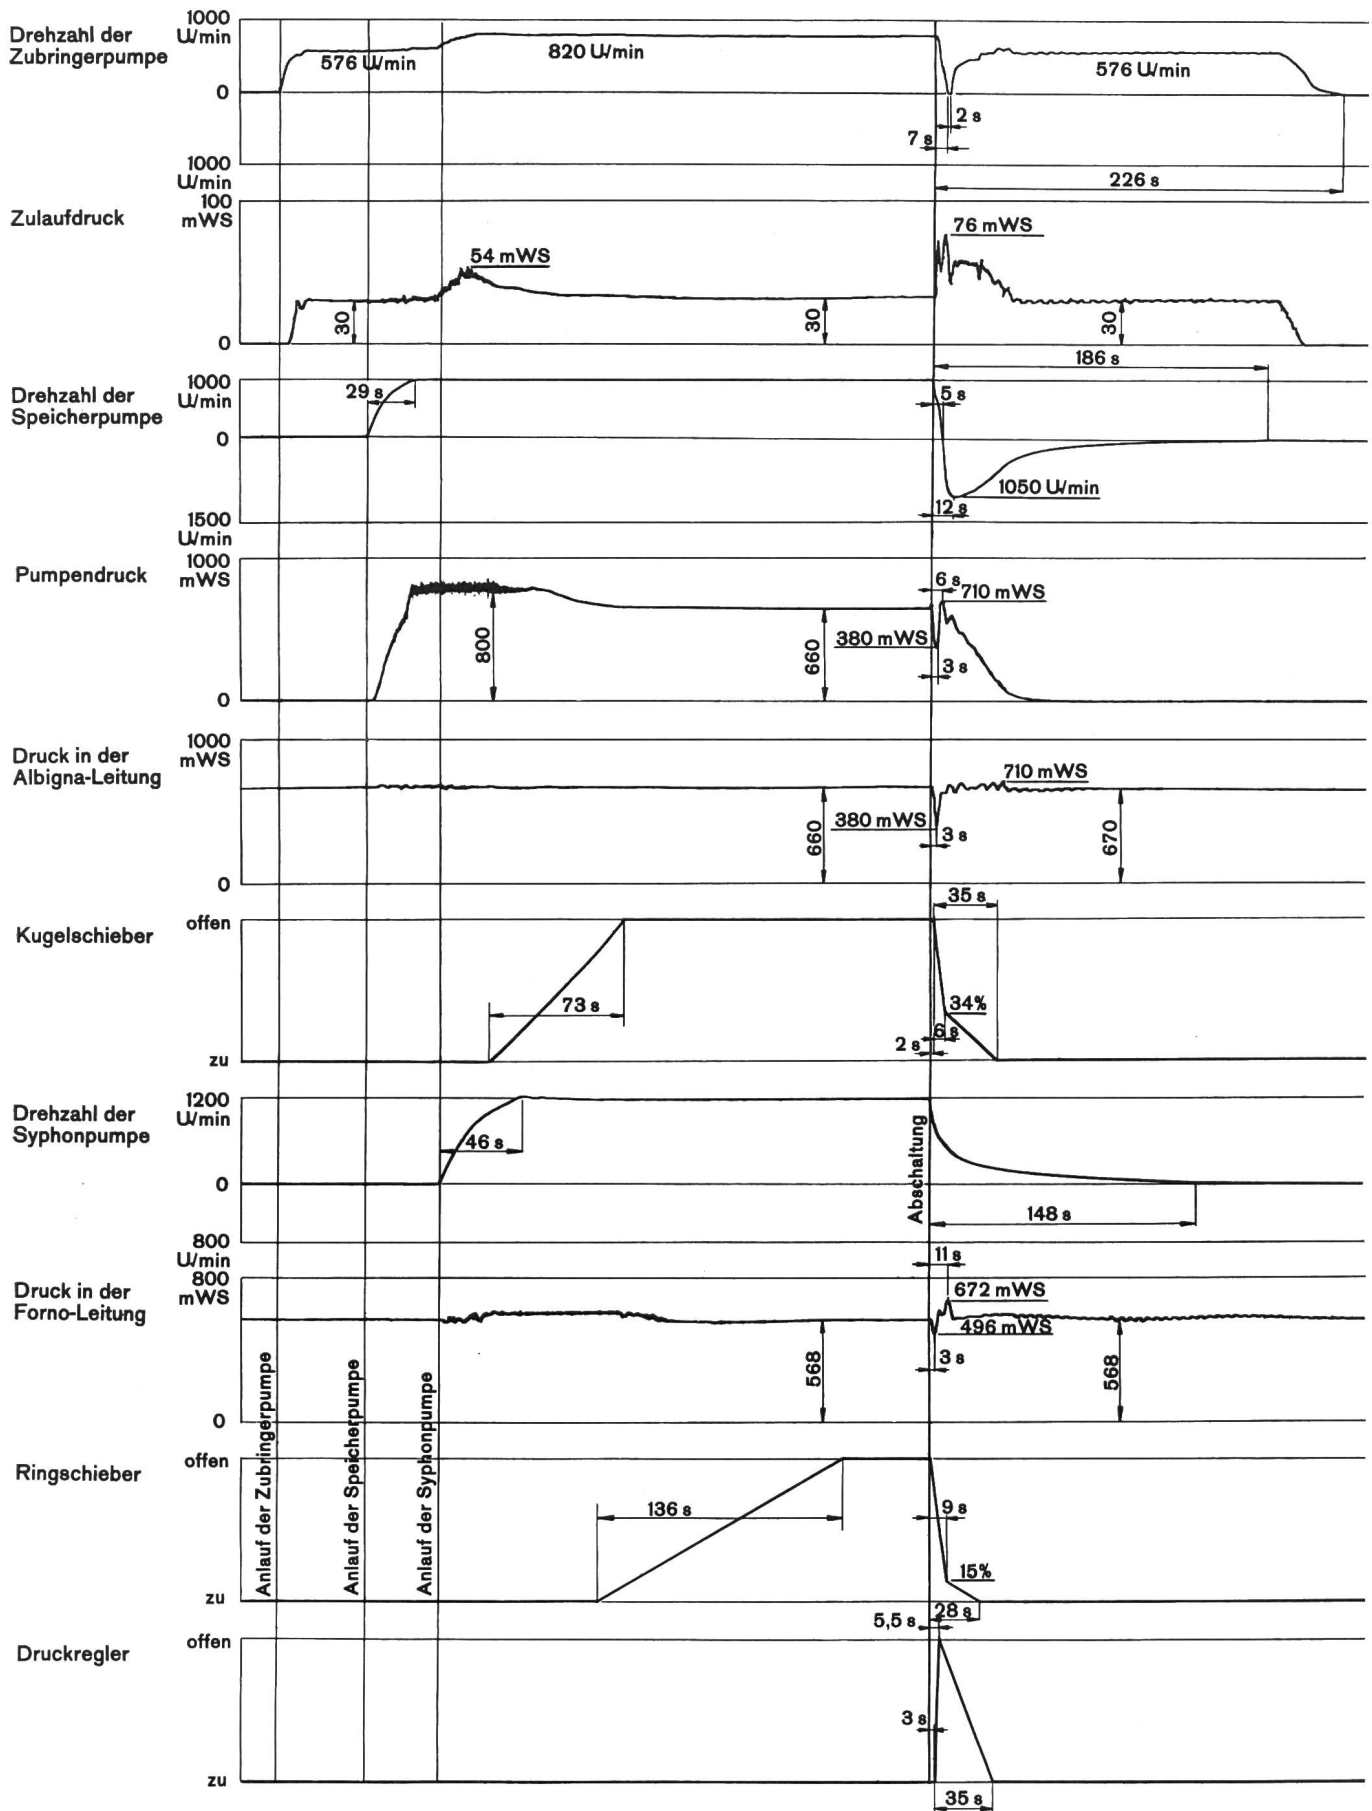 Drehzahl der
Zubringerpumpe
1000
U/min
0
1000
U/min
576 U/min
820 U/min
576 U/min
2 s
7 s
226 s
Zulaufdruck
100
mWS
0
54 mWS
76 mWS
30
30
30
Drehzahl der
Speicherpumpe
1000
U/min
0
1500
U/min
29 s
186 s
5 s
1050 U/min
12 s
Pumpendruck
1000
mWS
0
800
660
6 s
710 mWS
380 mWS
3 s
Druck in der
Albigna-Leitung
1000
mWS
0
660
710 mWS
380 mWS
3 s
670
Kugelschieber
offen
zu
73 s
35 s
34%
6 s
2 s
Drehzahl der
Syphonpumpe
1200
U/min
0
800
U/min
46 s
Abschaltung
148 s
Druck in der
Forno-Leitung
800
mWS
0
11 s
672 mWS
496 mWS
3 s
568
568
Anlauf der Zubringerpumpe
Anlauf der Speicherpumpe
Anlauf der Syphonpumpe
Ringschieber
offen
zu
136 s
9 s
15%
28 s
Druckregler
offen
zu
5,5 s
3 s
35 s